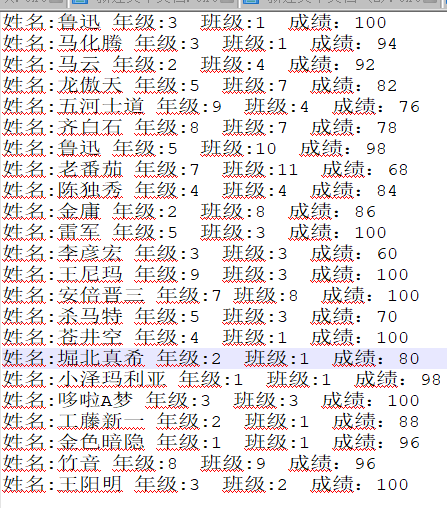 姓名:鲁迅 年级:3 班级:1 成绩：100
姓名:马化腾 年级:3 班级:1 成绩：94
姓名:马云 年级:2 班级:4 成绩：92
姓名:龙傲天 年级:5 班级:7 成绩：82
姓名:五河士道 年级:9 班级:4 成绩：76
姓名:齐白石 年级:8 班级:7 成绩：78
姓名:鲁迅 年级:5 班级:10 成绩：98
姓名:老番茄 年级:7 班级:11 成绩：68
姓名:陈独秀 年级:4 班级:4 成绩：84
姓名:金庸 年级:2 班级:8 成绩：86
姓名:雷军 年级:5 班级:3 成绩：100
姓名:李彦宏 年级:3 班级:3 成绩：60
姓名:王尼玛 年级:9 班级:3 成绩：100
姓名:安倍晋三 年级:7 班级:8 成绩：100
姓名:杀马特 年级:5 班级:3 成绩：70
姓名:苍井空 年级:4 班级:1 成绩：100
姓名:堀北真希 年级:2 班级:1 成绩：80
姓名:小泽玛利亚 年级:1 班级:1 成绩：98
姓名:哆啦A梦 年级:3 班级:3 成绩：100
姓名:工藤新一 年级:2 班级:1 成绩：88
姓名:金色暗隐 年级:1 班级:1 成绩：96
姓名:竹音 年级:8 班级:9 成绩：96
姓名:王阳明 年级:3 班级:2 成绩：100